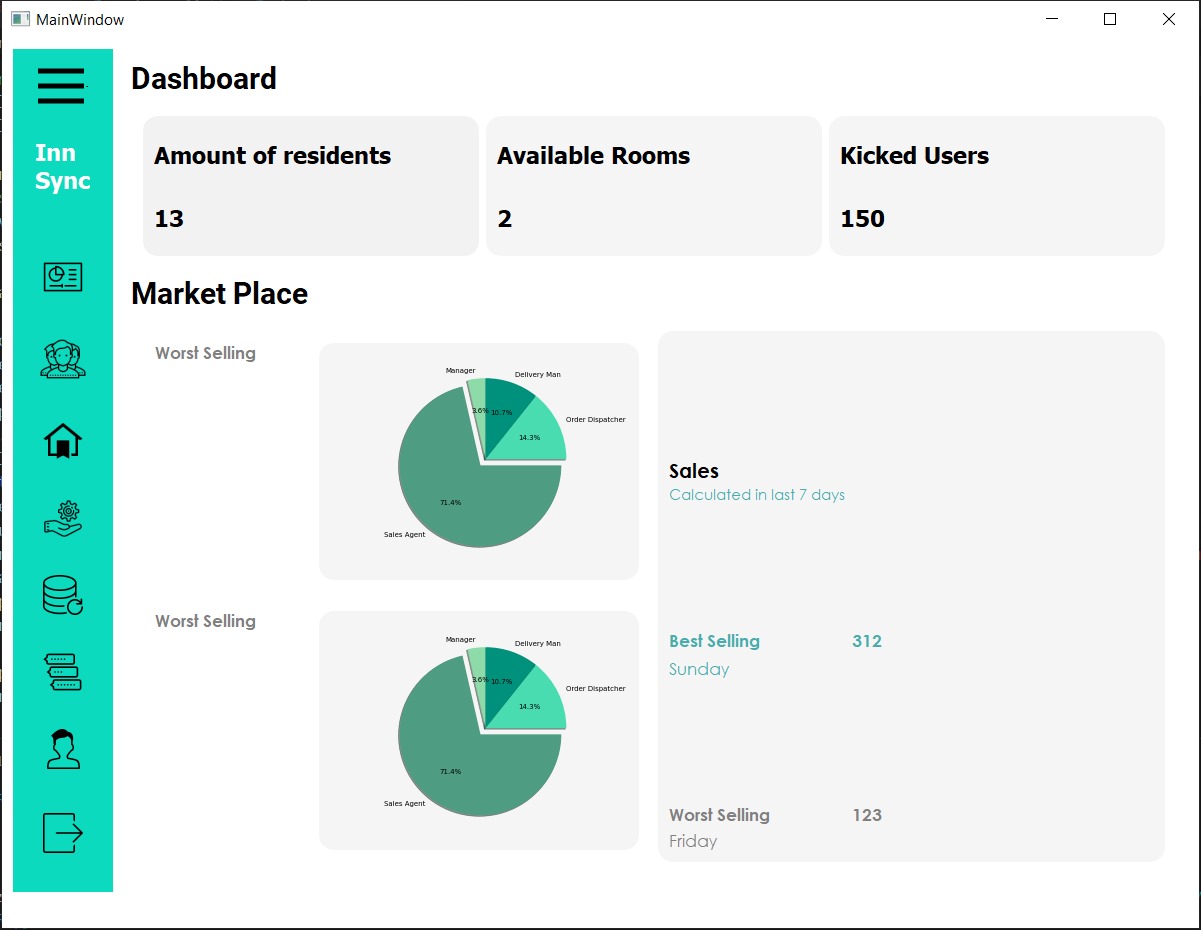 MainWindow
Inn
Sync
Dashboard
Amount of residents
13
Available Rooms
2
Kicked Users
150
Market Place
Worst Selling
Manager
Delivery Man
Order Dispatcher
3.6%
10.7%
14.3%
71.4%
Sales Agent
Worst Selling
Manager
Delivery Man
Order Dispatcher
3.6%
10.7%
14.3%
71.4%
Sales Agent
Sales
Calculated in last 7 days
Best Selling 312
Sunday
Worst Selling 123
Friday